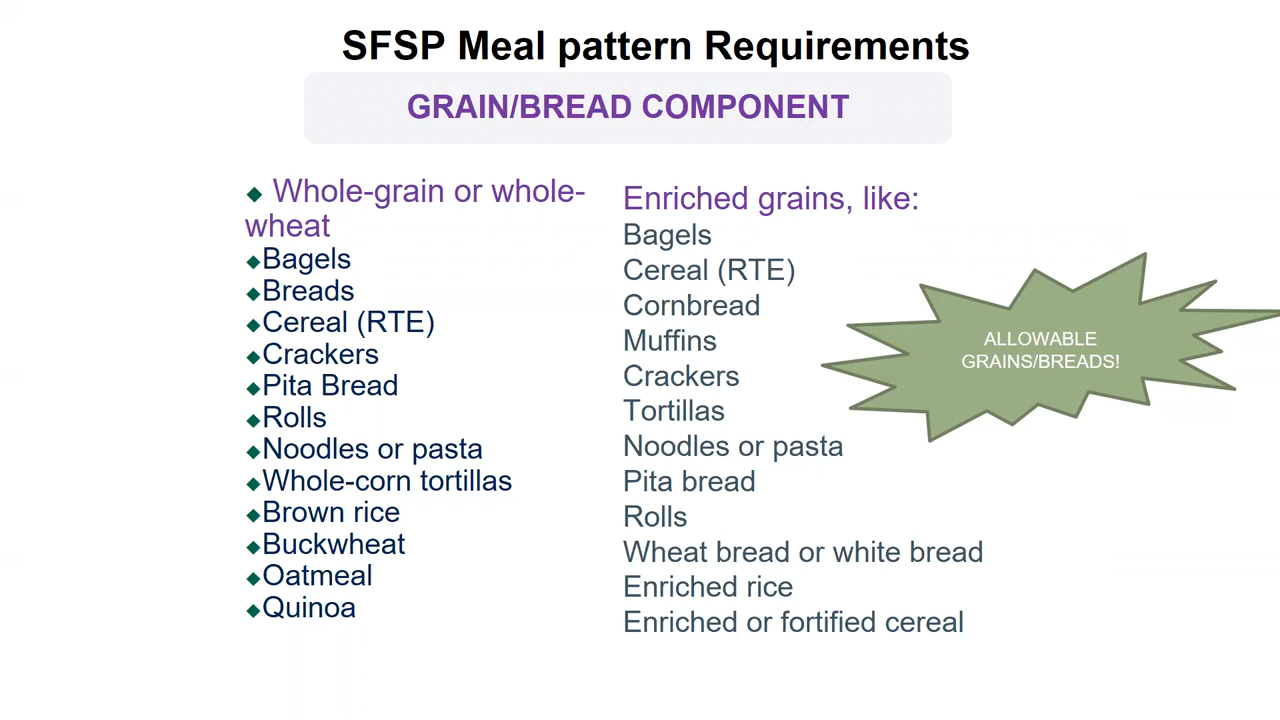 SFSP Meal pattern Requirements
GRAIN/BREAD COMPONENT
◆ Whole-grain or whole-
wheat
◆Bagels
◆Breads
◆Cereal (RTE)
◆Crackers
◆Pita Bread
◆Rolls
◆Noodles or pasta
◆Whole-corn tortillas
◆Brown rice
◆Buckwheat
◆Oatmeal
◆Quinoa
Enriched grains, like:
Bagels
Cereal (RTE)
Cornbread
Muffins
Crackers
Tortillas
Noodles or pasta
Pita bread
Rolls
Wheat bread or white bread
Enriched rice
Enriched or fortified cereal
ALLOWABLE
GRAINS/BREADS!